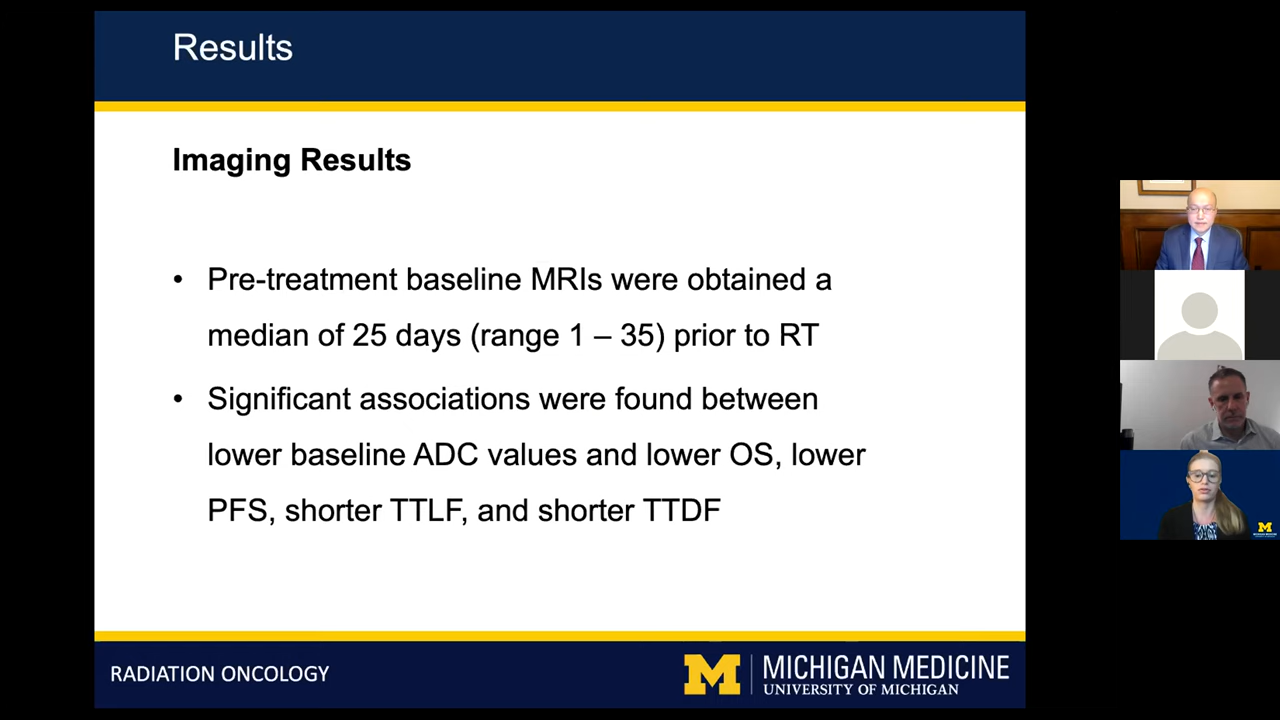 Results
Imaging Results
• Pre-treatment baseline MRIs were obtained a
median of 25 days (range 1 – 35) prior to RT
• Significant associations were found between
lower baseline ADC values and lower OS, lower
PFS, shorter TTLF, and shorter TTDF
RADIATION ONCOLOGY
M
MICHIGAN MEDICINE
UNIVERSITY OF MICHIGAN
M